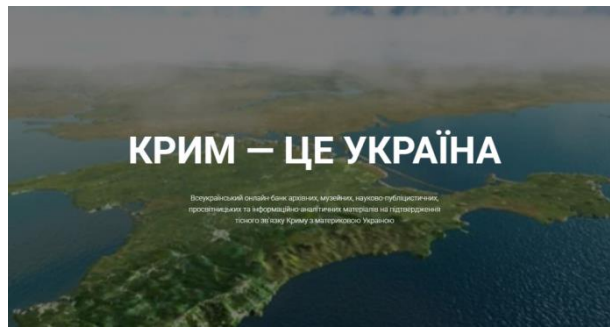 КРИМ — ЦЕ УКРАЇНА
Всеукраїнський онлайн банк архівних, музейних, науково-публіцистичних,
просвітницьких та інформаційно-аналітичних матеріалів на підтвердження
тісного зв'язку Криму з материковою Україною